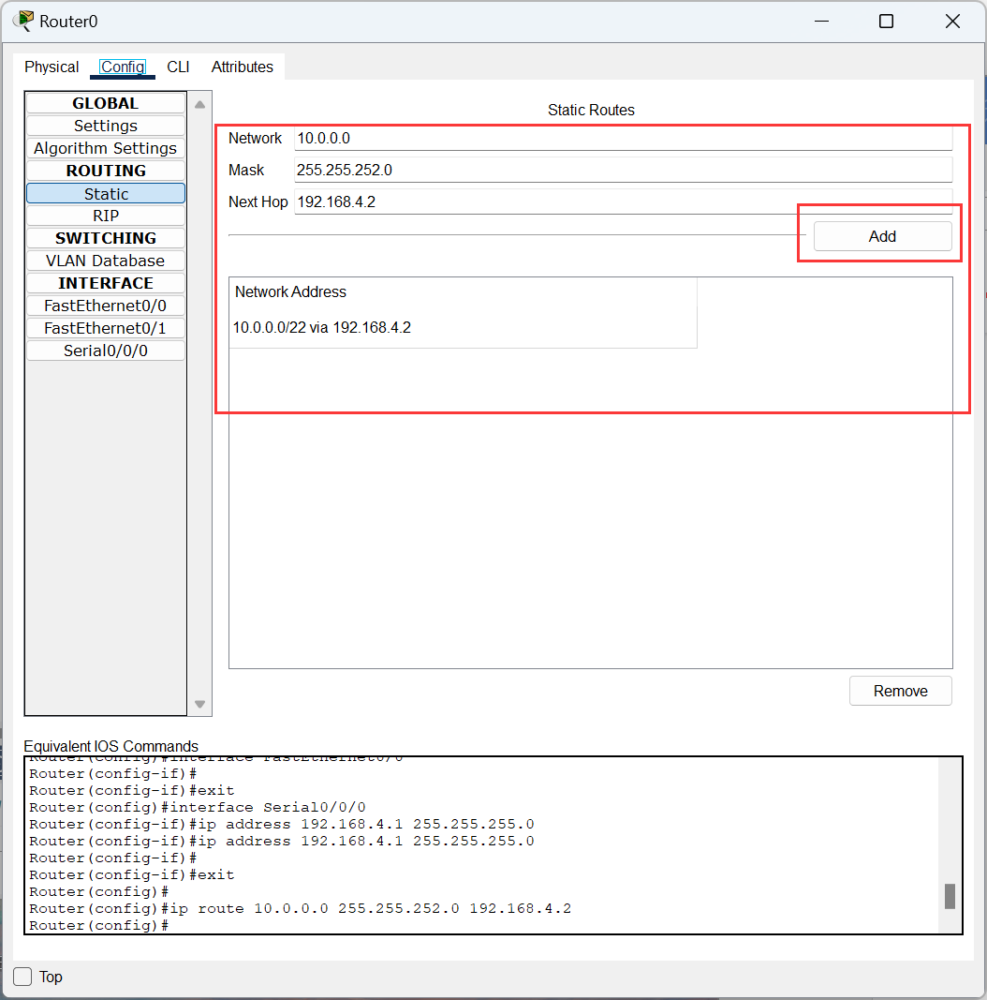 Router0
Physical Config CLI Attributes
GLOBAL
Settings
Algorithm Settings
ROUTING
Static
RIP
SWITCHING
VLAN Database
INTERFACE
FastEthernet0/0
FastEthernet0/1
Serial0/0/0
Static Routes
Network 10.0.0.0
Mask 255.255.252.0
Next Hop 192.168.4.2
Add
Network Address
10.0.0.0/22 via 192.168.4.2
Remove
Equivalent IOS Commands
Router(config)#interface FastEthernet0/0
Router(config-if)#
Router(config-if)#exit
Router(config)#interface Serial0/0/0
Router(config-if)#ip address 192.168.4.1 255.255.255.0
Router(config-if)#ip address 192.168.4.1 255.255.255.0
Router(config-if)#
Router(config-if)#exit
Router(config)#
Router(config)#ip route 10.0.0.0 255.255.252.0 192.168.4.2
Router(config)#
Top